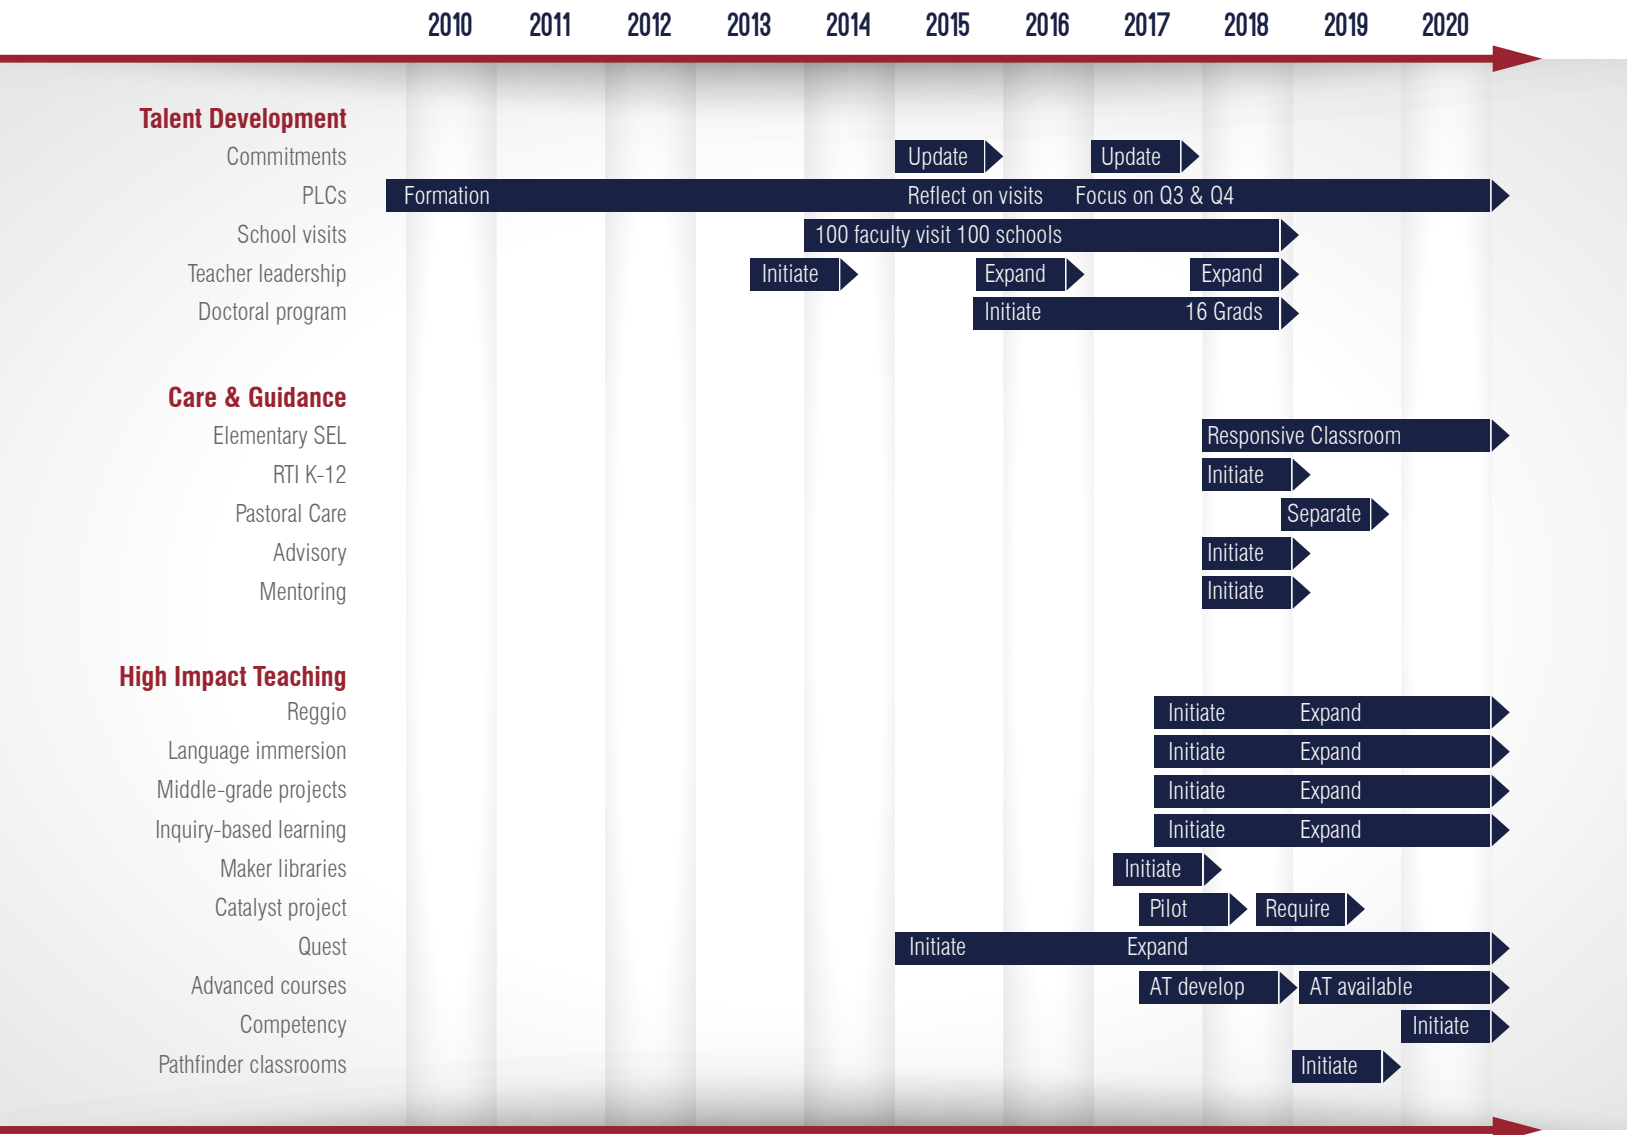 2010 2011 2012 2013 2014 2015 2016 2017 2018 2019 2020
Talent Development
Commitments Update Update
PLCs Formation Reflect on visits Focus on Q3 & Q4
School visits 100 faculty visit 100 schools
Teacher leadership Initiate Expand Expand
Doctoral program Initiate 16 Grads
Care & Guidance
Elementary SEL Responsive Classroom
RTI K-12 Initiate
Pastoral Care Separate
Advisory Initiate
Mentoring Initiate
High Impact Teaching
Reggio Initiate Expand
Language immersion Initiate Expand
Middle-grade projects Initiate Expand
Inquiry-based learning Initiate Expand
Maker libraries Initiate
Catalyst project Pilot Require
Quest Initiate Expand
Advanced courses AT develop AT available
Competency Initiate
Pathfinder classrooms Initiate